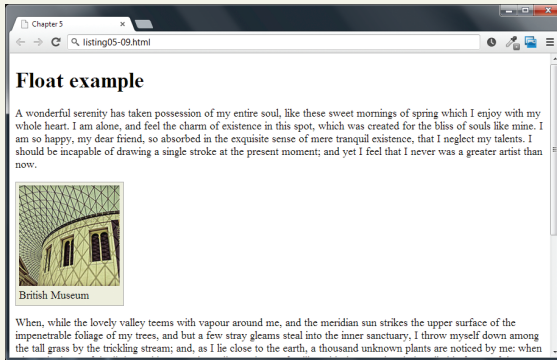 Chapter 5
listing05-09.html
Float example
A wonderful serenity has taken possession of my entire soul, like these sweet mornings of spring which I enjoy with my
whole heart. I am alone, and feel the charm of existence in this spot, which was created for the bliss of souls like mine. I
am so happy, my dear friend, so absorbed in the exquisite sense of mere tranquil existence, that I neglect my talents. I
should be incapable of drawing a single stroke at the present moment; and yet I feel that I never was a greater artist than
now.
British Museum
When, while the lovely valley teems with vapour around me, and the meridian sun strikes the upper surface of the
impenetrable foliage of my trees, and but a few stray gleams steal into the inner sanctuary, I throw myself down among
the tall grass by the trickling stream; and, as I lie close to the earth, a thousand unknown plants are noticed by me: when